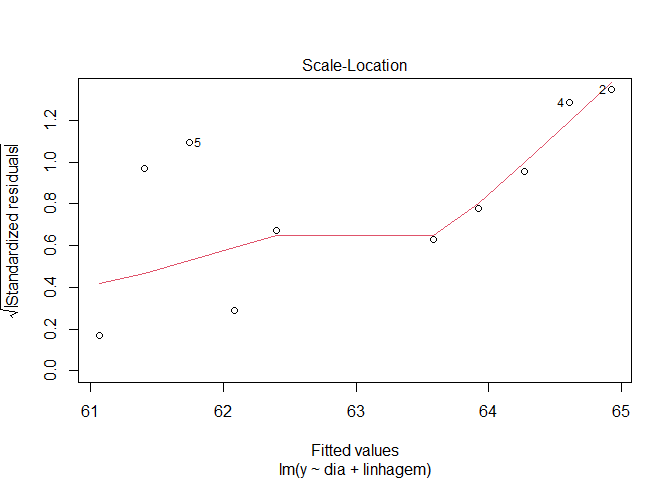 Scale-Location
√|Standardized residuals|
0.0 0.2 0.4 0.6 0.8 1.0 1.2
5
4
2
61 62 63 64 65
Fitted values
lm(y ~ dia + linhagem)